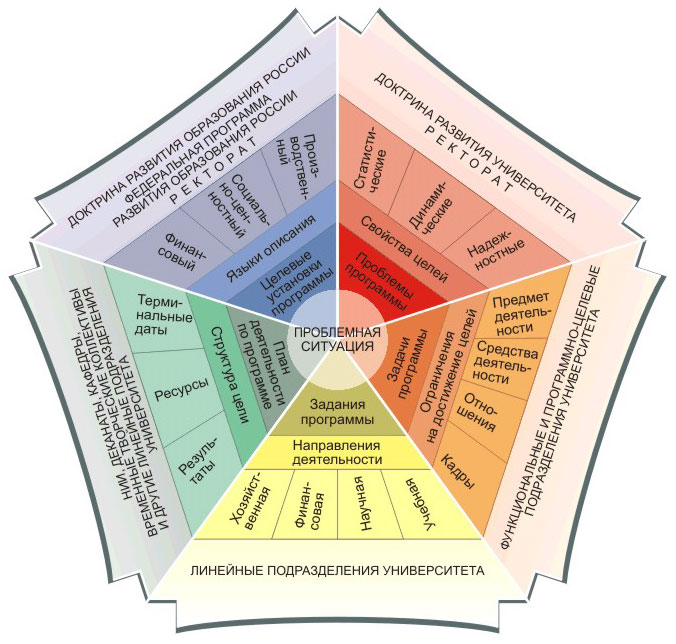 ДОКТРИНА РАЗВИТИЯ ОБРАЗОВАНИЯ РОССИИ
ФЕДЕРАЛЬНАЯ ПРОГРАММА
РАЗВИТИЯ ОБРАЗОВАНИЯ РОССИИ
РЕКТОРАТ
Финан-
совый
Социаль-
но-цен-
ностный
Произ-
водствен-
ный
Языки описания
Целевые
установки
программы
ДОКТРИНА РАЗВИТИЯ УНИВЕРСИТЕТА
РЕКТОРАТ
Статисти-
ческие
Динами-
ческие
Надеж-
ностные
Свойства целей
Проблемы
программы
ФУНКЦИОНАЛЬНЫЕ И ПРОГРАММНО-ЦЕЛЕВЫЕ
ПОДРАЗДЕЛЕНИЯ УНИВЕРСИТЕТА
Предмет
деятель-
ности
Средства
деятель-
ности
Отно-
шения
Кадры
Ограничения
на достижение целей
Задачи
программы
ПРОБЛЕМНАЯ
СИТУАЦИЯ
НИИ, ДЕКАНАТЫ, КАФЕДРЫ,
ВРЕМЕННЫЕ ТВОРЧЕСКИЕ КОЛЛЕКТИВЫ
И ДРУГИЕ ЛИНЕЙНЫЕ ПОДРАЗДЕЛЕНИЯ
УНИВЕРСИТЕТА
Терми-
нальные
даты
Ресурсы
Резуль-
таты
Структура цели
План
деятельности
по программе
Задания
программы
Направления
деятельности
Хозяйст-
венная
Финан-
совая
Научная
Учебная
ЛИНЕЙНЫЕ ПОДРАЗДЕЛЕНИЯ УНИВЕРСИТЕТА